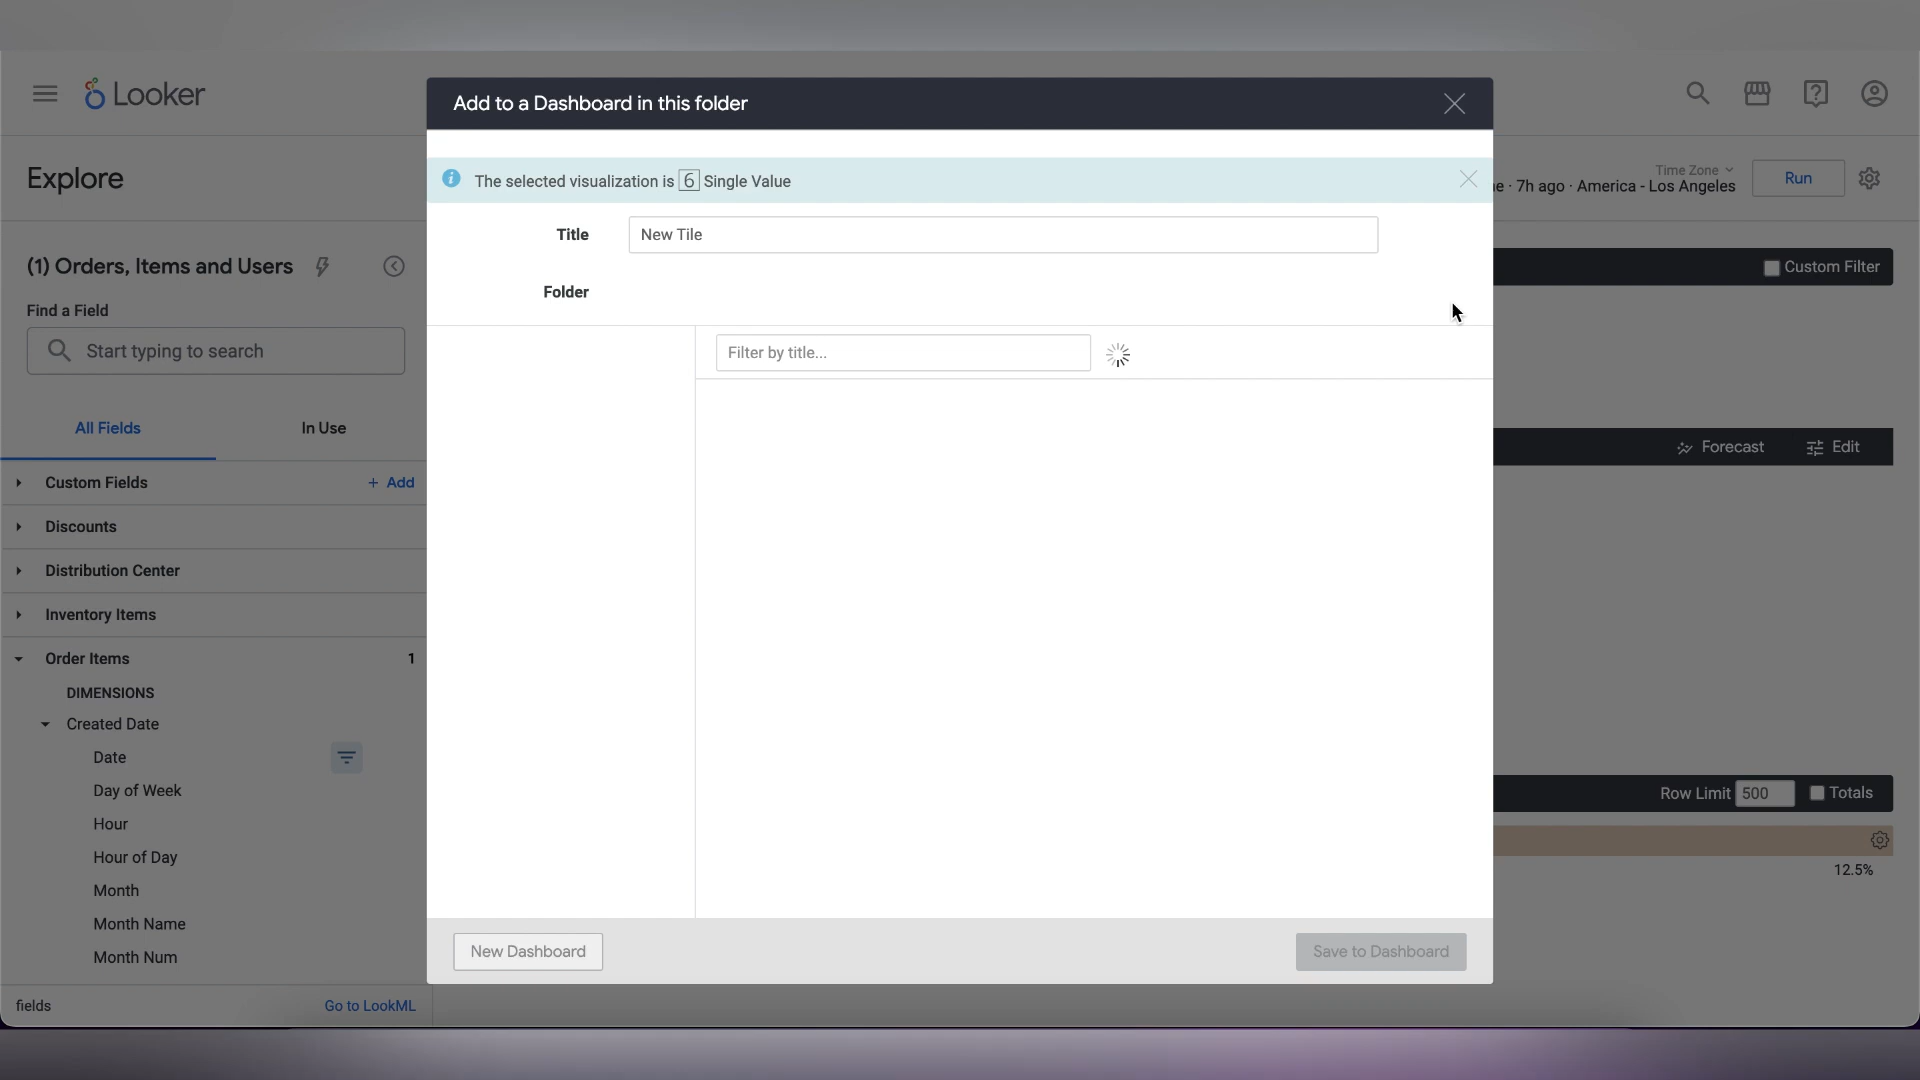 Looker
Explore
Time Zone
e · 7h ago · America - Los Angeles
Run
(1) Orders, Items and Users
Find a Field
Start typing to search
All Fields
In Use
Custom Fields
+ Add
Discounts
Distribution Center
Inventory Items
Order Items
1
DIMENSIONS
Created Date
Date
Day of Week
Hour
Hour of Day
Month
Month Name
Month Num
fields
Go to LookML
Add to a Dashboard in this folder
The selected visualization is 6 Single Value
Title
New Tile
Folder
Filter by title...
New Dashboard
Save to Dashboard
Custom Filter
Forecast
Edit
Row Limit 500
Totals
12.5%